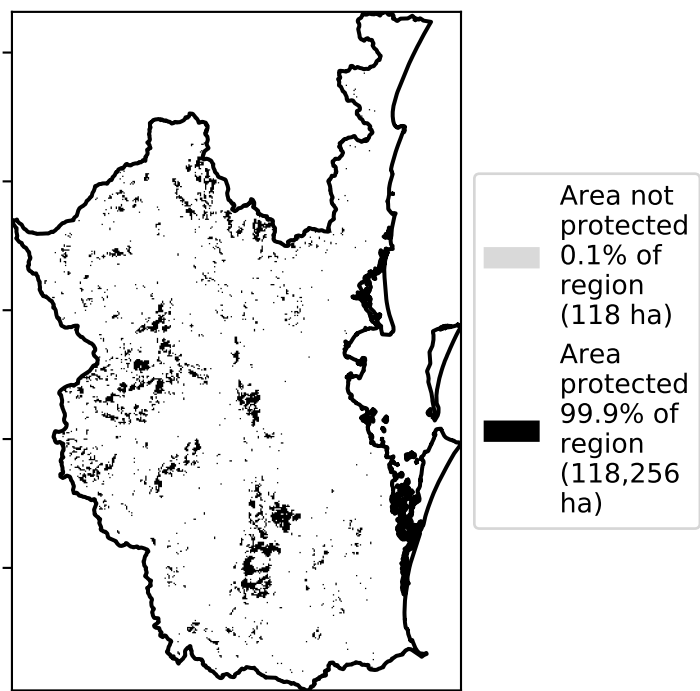 Area not
protected
0.1% of
region
(118 ha)
Area
protected
99.9% of
region
(118,256
ha)